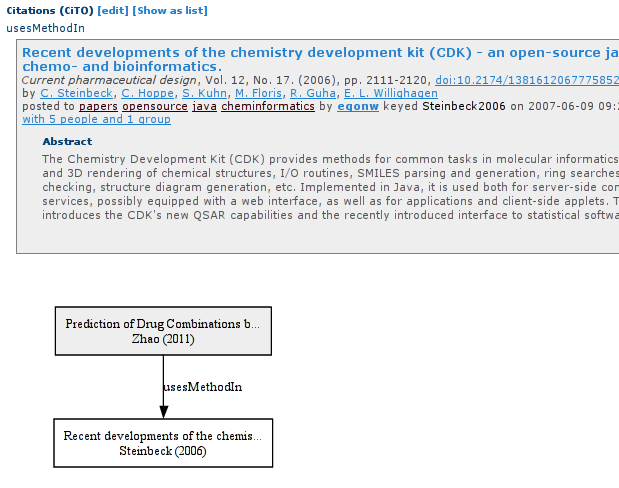 Citations (CiTO) [edit] [Show as list]
usesMethodIn
Recent developments of the chemistry development kit (CDK) - an open-source ja
chemo- and bioinformatics.
Current pharmaceutical design, Vol. 12, No. 17. (2006), pp. 2111-2120, doi:10.2174/1381612067775852
by C. Steinbeck, C. Hoppe, S. Kuhn, M. Floris, R. Guha, E. L. Willighagen
posted to papers opensource java cheminformatics by egonw keyed Steinbeck2006 on 2007-06-09 09:
with 5 people and 1 group
Abstract
The Chemistry Development Kit (CDK) provides methods for common tasks in molecular informatics
and 3D rendering of chemical structures, I/O routines, SMILES parsing and generation, ring searches
checking, structure diagram generation, etc. Implemented in Java, it is used both for server-side con
services, possibly equipped with a web interface, as well as for applications and client-side applets. T
introduces the CDK's new QSAR capabilities and the recently introduced interface to statistical softwa
Prediction of Drug Combinations b...
Zhao (2011)
usesMethodIn
Recent developments of the chemis...
Steinbeck (2006)